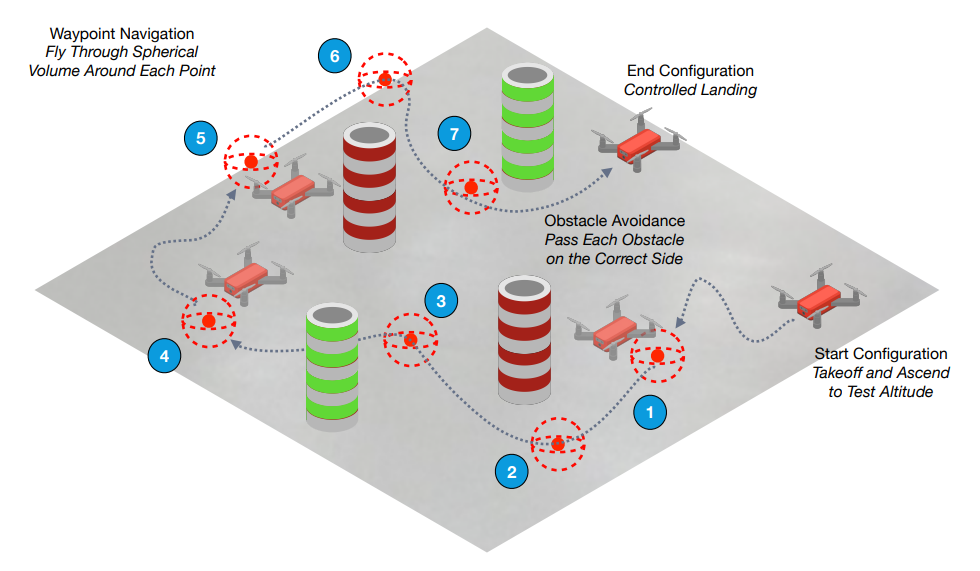 Waypoint Navigation
Fly Through Spherical
Volume Around Each Point
6
End Configuration
Controlled Landing
5
7
Obstacle Avoidance
Pass Each Obstacle
on the Correct Side
3
4
Start Configuration
Takeoff and Ascend
to Test Altitude
1
2